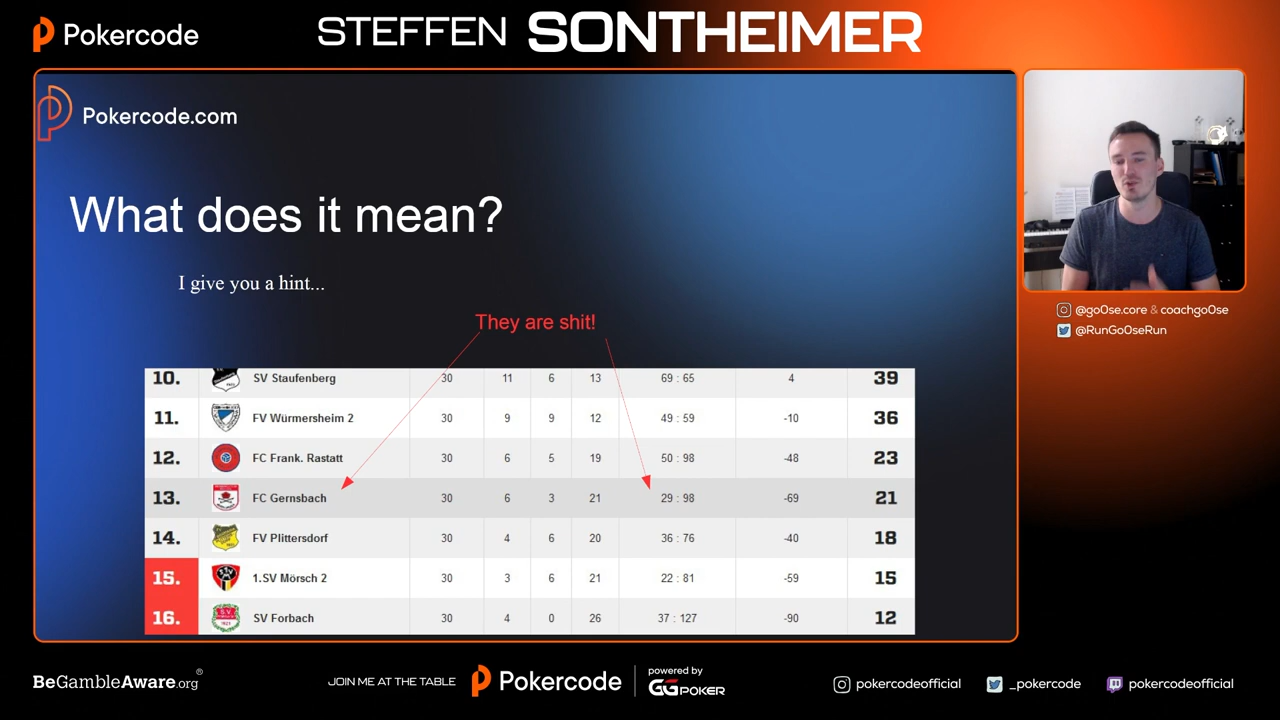 Pokercode
STEFFEN SONTHEIMER
Pokercode.com
What does it mean?
I give you a hint...
They are shit!
10. SV Staufenberg 30 11 6 13 69 : 65 4 39
11. FV Würmersheim 2 30 9 9 12 49 : 59 -10 36
12. FC Frank. Rastatt 30 6 5 19 50 : 98 -48 23
13. FC Gernsbach 30 6 3 21 29 : 98 -69 21
14. FV Plittersdorf 30 4 6 20 36 : 76 -40 18
15. 1.SV Mörsch 2 30 3 6 21 22 : 81 -59 15
16. SV Forbach 30 4 0 26 37 : 127 -90 12
@go0se.core & coachgo0se
@RunGo0seRun
BeGambleAware.org®
JOIN ME AT THE TABLE
Pokercode
powered by
GGPOKER
pokercodeofficial
_pokercode
pokercodeofficial